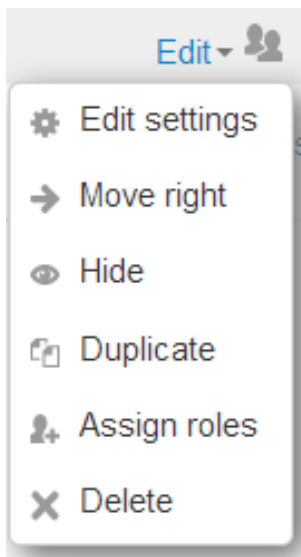 Edit
Edit settings
Move right
Hide
Duplicate
Assign roles
Delete